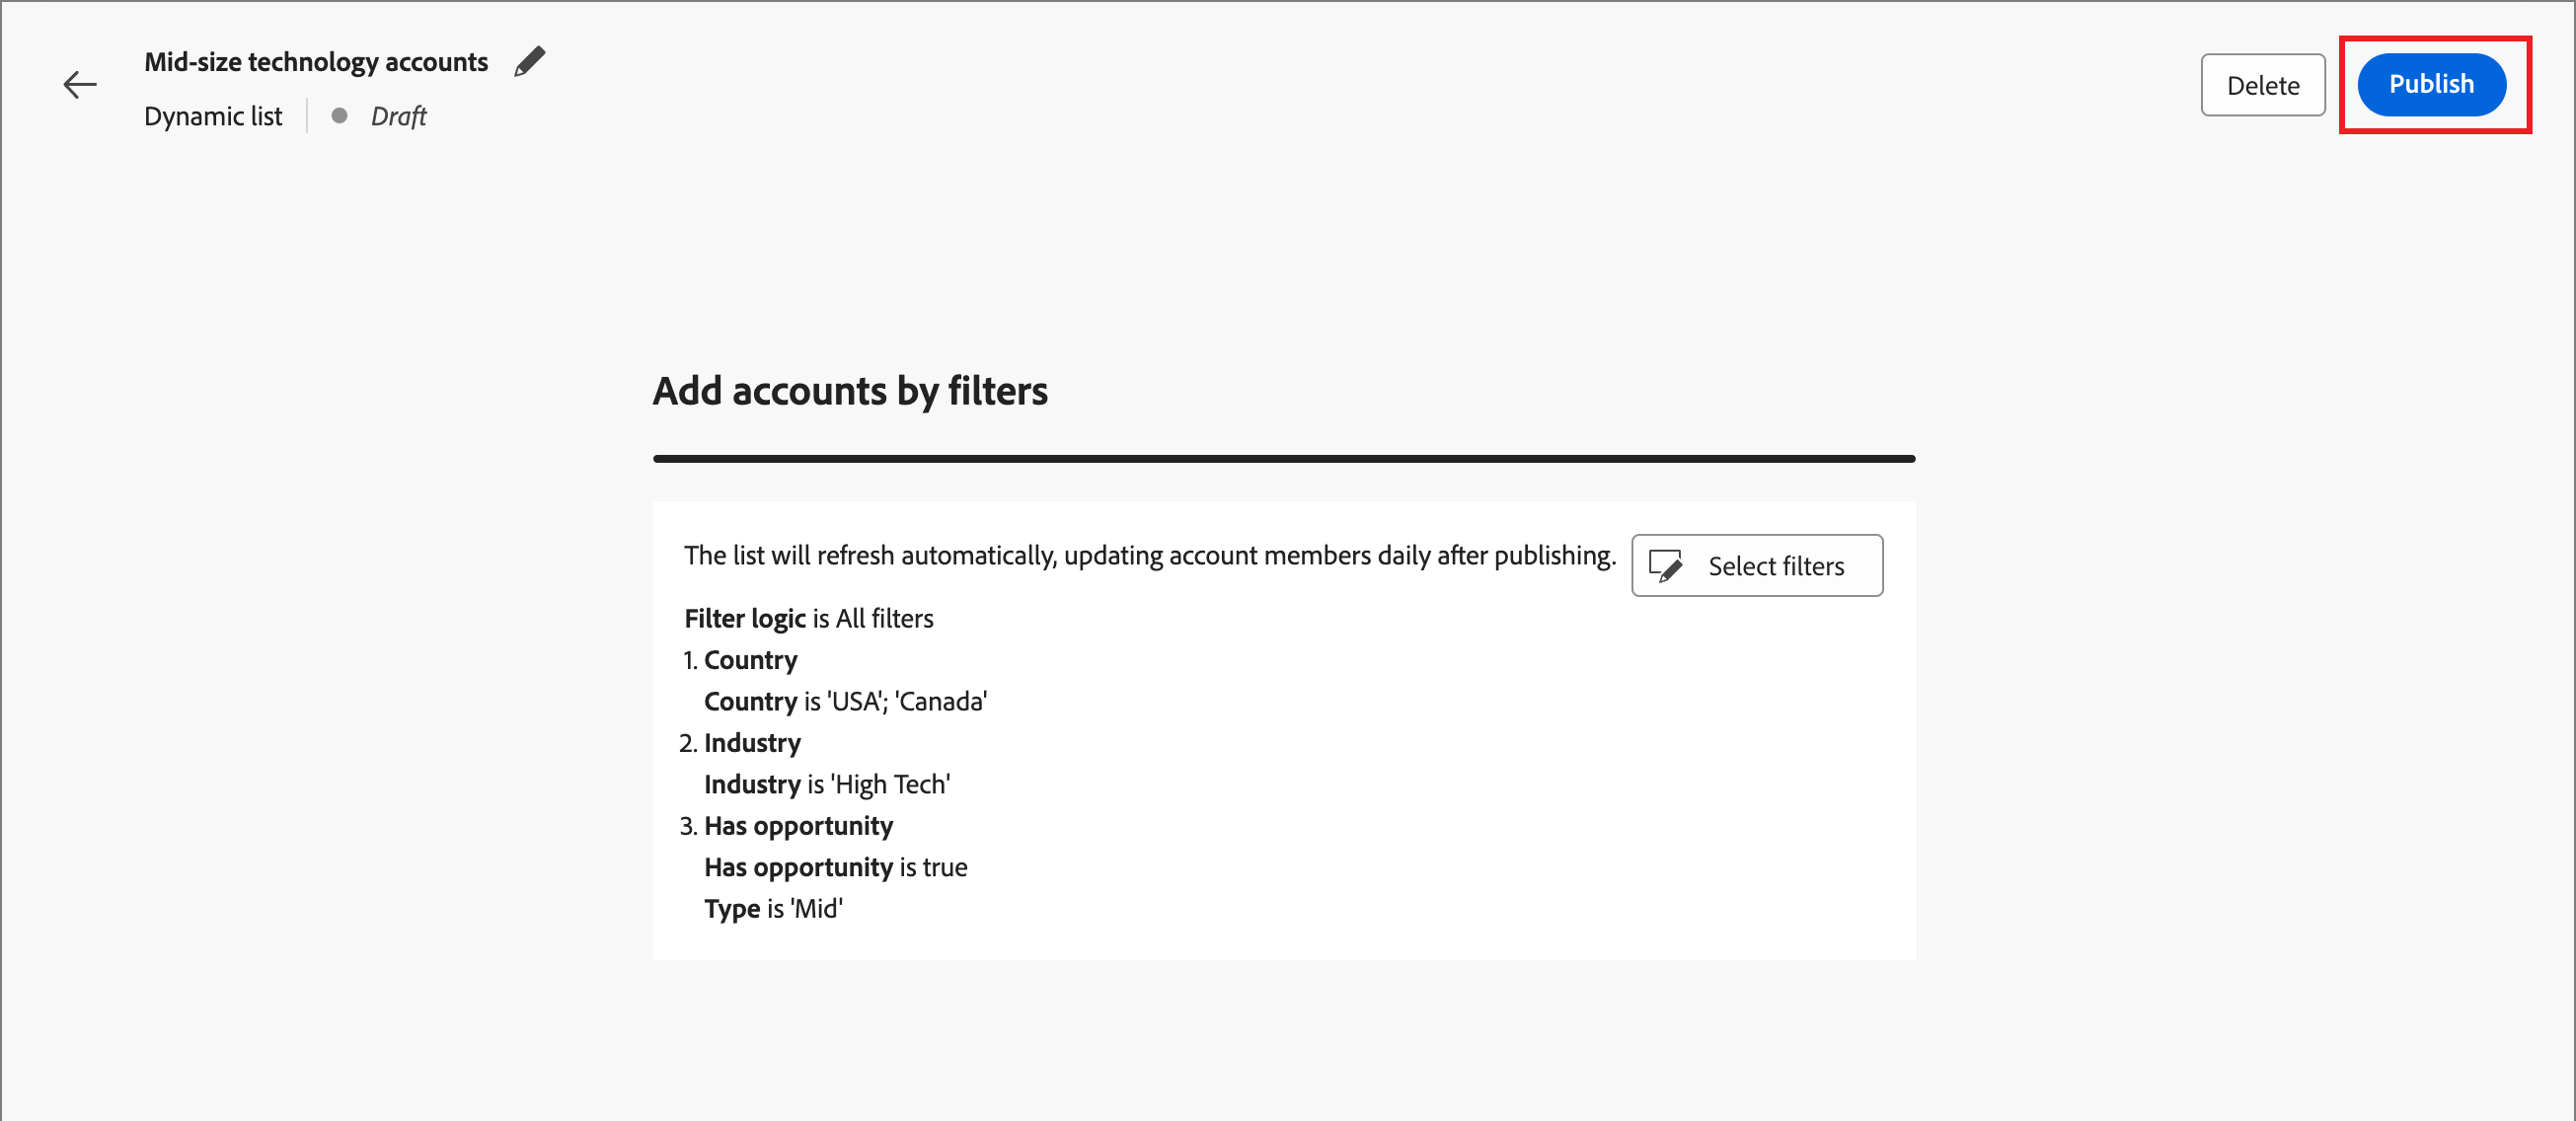 Mid-size technology accounts
Dynamic list
Draft
Delete
Publish
Add accounts by filters
The list will refresh automatically, updating account members daily after publishing.
Select filters
Filter logic is All filters
1. Country
Country is 'USA'; 'Canada'
2. Industry
Industry is 'High Tech'
3. Has opportunity
Has opportunity is true
Type is 'Mid'